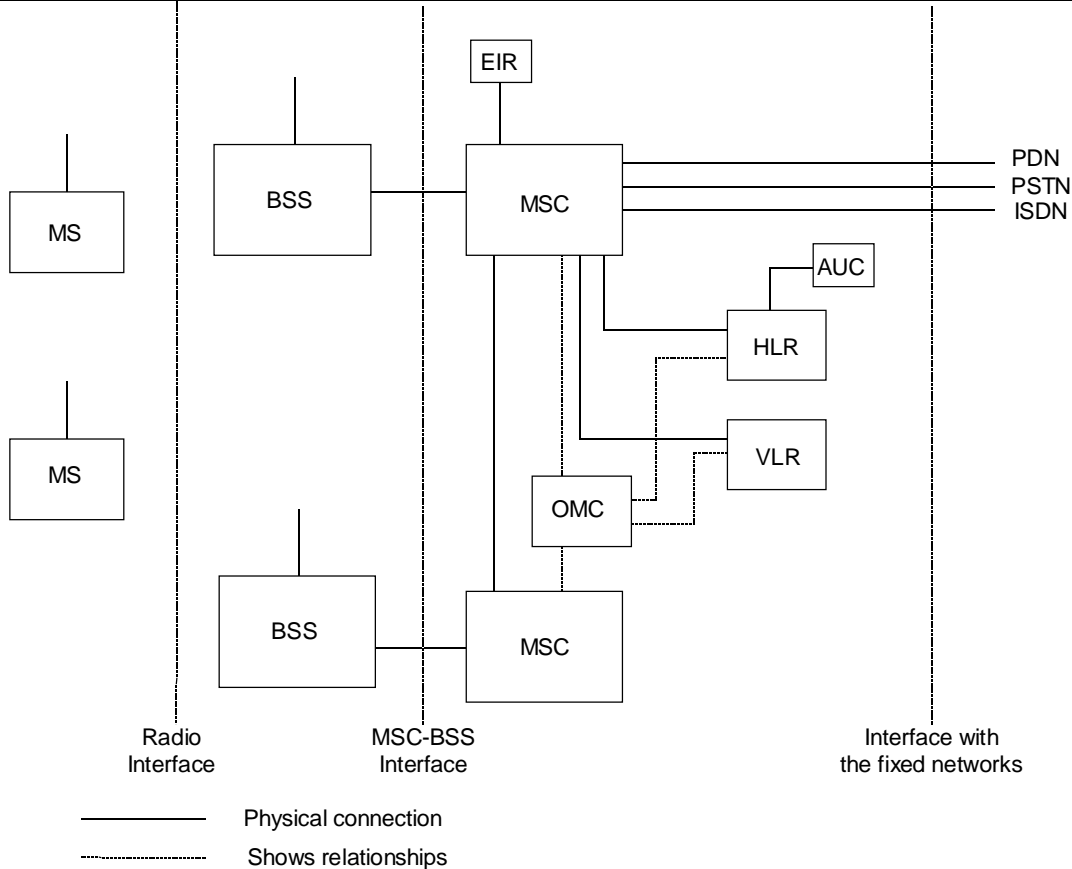 EIR
BSS
MSC
PDN
PSTN
ISDN
MS
AUC
HLR
MS
VLR
OMC
BSS
MSC
Radio
Interface
MSC-BSS
Interface
Interface with
the fixed networks
Physical connection
Shows relationships